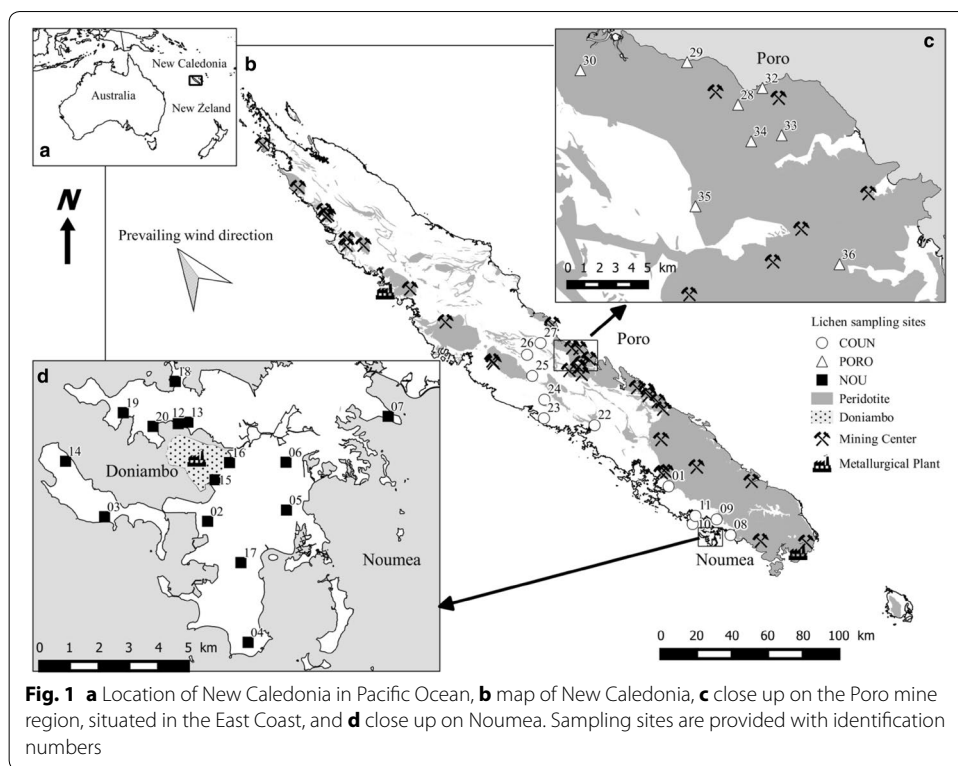 New Caledonia
Australia
New Zeland
a
b
c
Poro
30
29
32
28
34
33
35
36
0 1 2 3 4 5 km
N
Prevailing wind direction
27
26
25
24
23
22
Poro
01
11
09
10
08
Noumea
Lichen sampling sites
COUN
PORO
NOU
Peridotite
Doniambo
Mining Center
Metallurgical Plant
d
18
19
20
12
13
07
14
16
06
Doniambo
15
03
02
05
17
Noumea
04
0 1 2 3 4 5 km
0 20 40 60 80 100 km
Fig. 1 a Location of New Caledonia in Pacific Ocean, b map of New Caledonia, c close up on the Poro mine
region, situated in the East Coast, and d close up on Noumea. Sampling sites are provided with identification
numbers